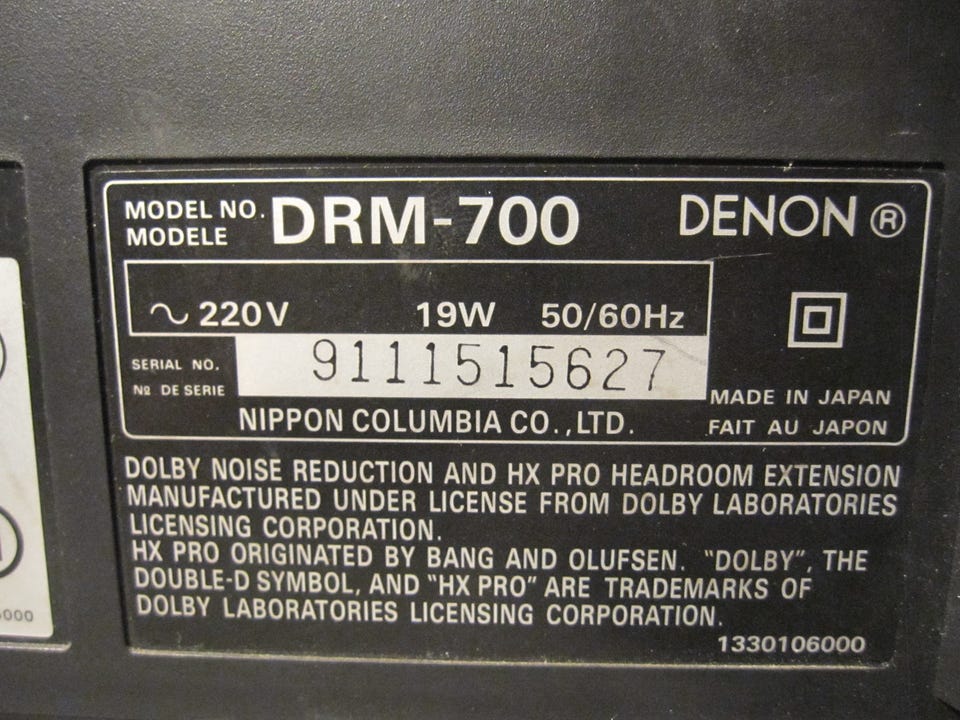 MODEL NO. DRM-700 DENON ®
MODELE
~ 220V 19W 50/60Hz
SERIAL NO. 9111515627
Nº DE SERIE
MADE IN JAPAN
NIPPON COLUMBIA CO.,LTD. FAIT AU JAPON
DOLBY NOISE REDUCTION AND HX PRO HEADROOM EXTENSION
MANUFACTURED UNDER LICENSE FROM DOLBY LABORATORIES
LICENSING CORPORATION.
HX PRO ORIGINATED BY BANG AND OLUFSEN. "DOLBY", THE
DOUBLE-D SYMBOL, AND "HX PRO" ARE TRADEMARKS OF
DOLBY LABORATORIES LICENSING CORPORATION.
1330106000